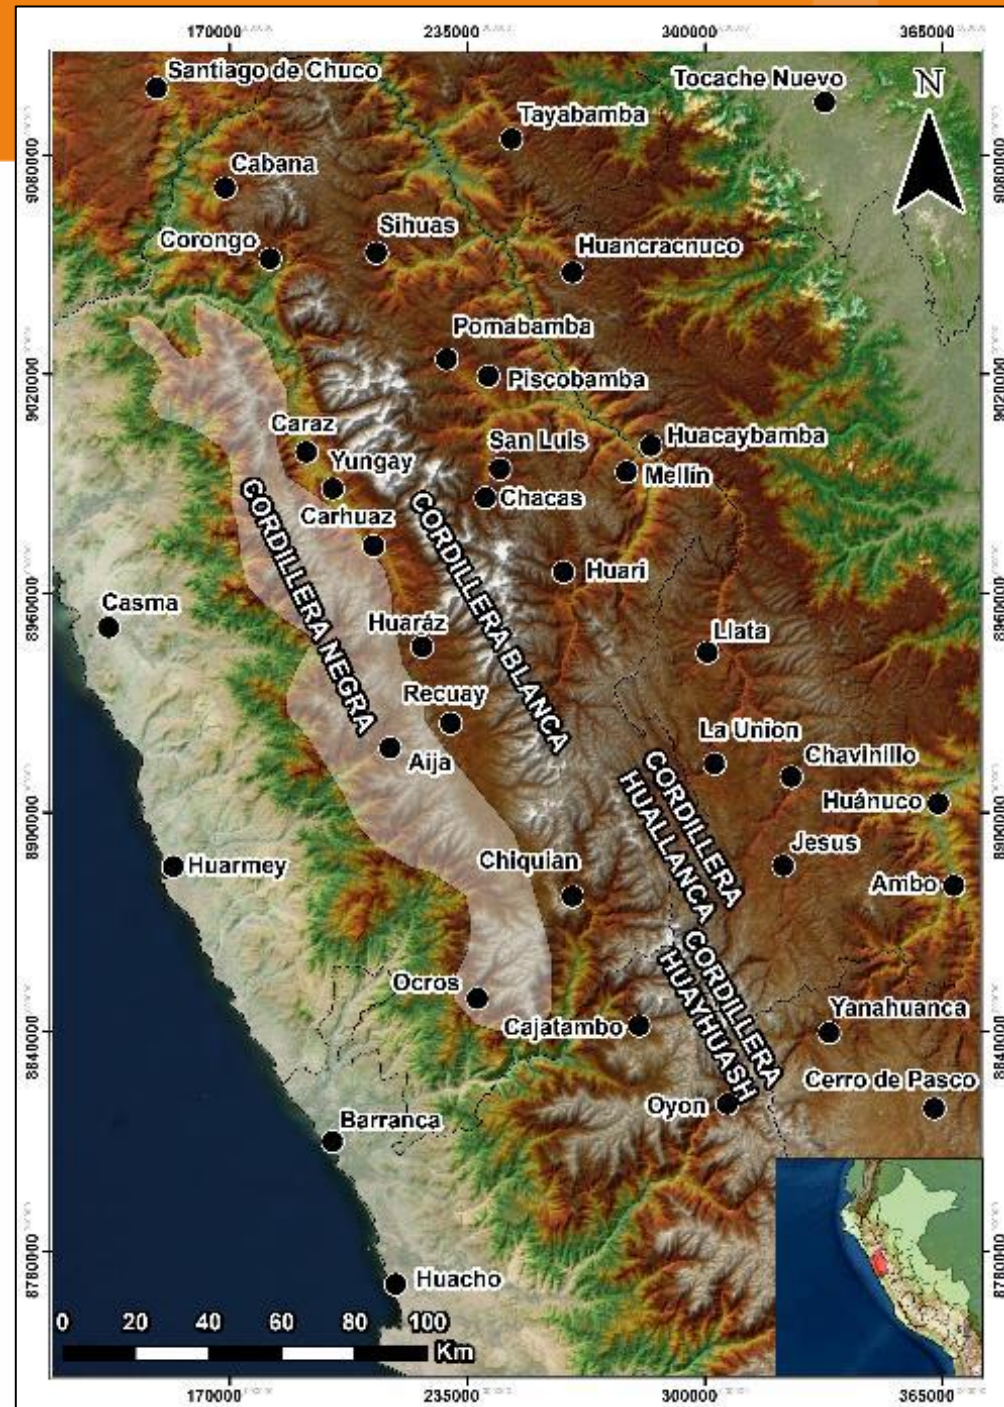 170000 235000 300000 365000
Santiago de Chuco
Tocache Nuevo
N
Tayabamba
9080000
9080000
Cabana
Sihuas
Corongo
Huancracnuco
Pomabamba
9020000
9020000
Piscobamba
Caraz
San Luis
Huacaybamba
Yungay
Mellín
Chacas
Carhuaz
CORDILLERA NEGRA
CORDILLERA BLANCA
Huari
8960000
8960000
Casma
Huaráz
Llata
Recuay
La Union
Aija
Chavinillo
CORDILLERA
HUALLANCA
Huánuco
8900000
8900000
Jesus
Huarmey
Chiquian
Ambo
CORDILLERA
HUAYHUASH
Ocros
Yanahuanca
Cajatambo
8840000
8840000
Cerro de Pasco
Oyon
Barranca
8780000
8780000
Huacho
0 20 40 60 80 100
Km
170000 235000 300000 365000